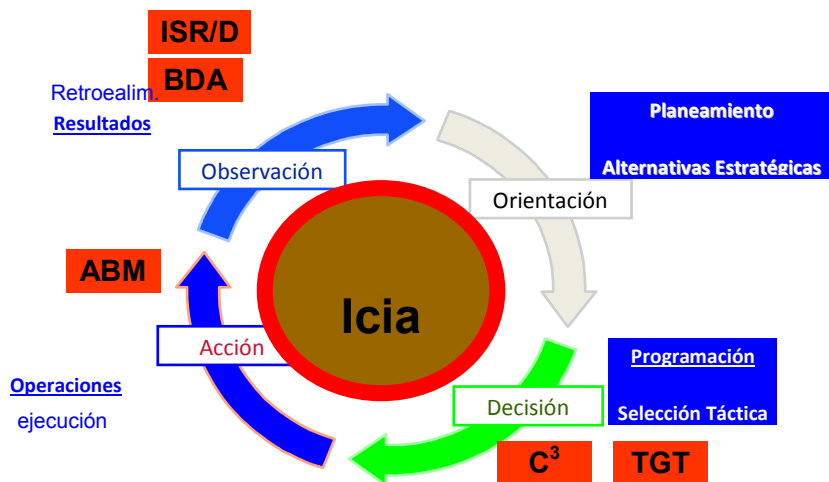 ISR/D
BDA
Retroealim.
Resultados
Planeamiento
Alternativas Estratégicas
Observación
Orientación
ABM
Icia
Acción
Programación
Selección Táctica
Operaciones
ejecución
Decisión
C³
TGT